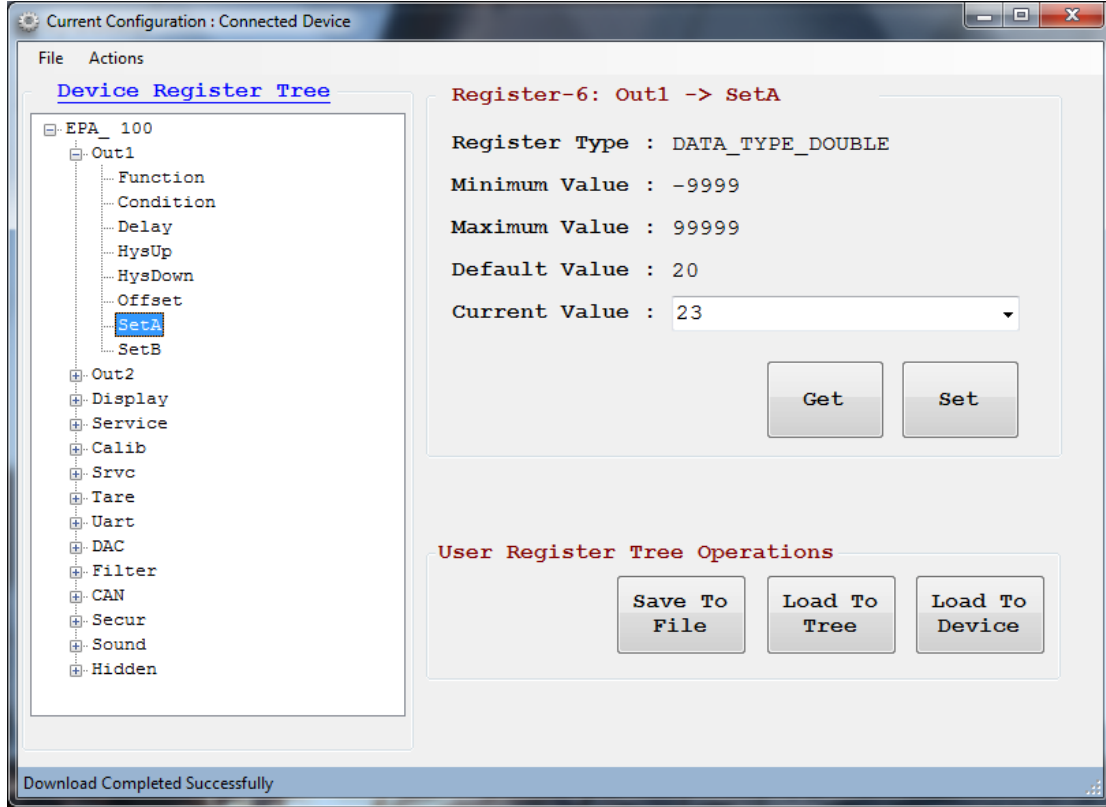 Current Configuration : Connected Device
File Actions
Device Register Tree
EPA_ 100
Out1
Function
Condition
Delay
HysUp
HysDown
Offset
SetA
SetB
Out2
Display
Service
Calib
Srvc
Tare
Uart
DAC
Filter
CAN
Secur
Sound
Hidden
Register-6: Out1 -> SetA
Register Type : DATA_TYPE_DOUBLE
Minimum Value : -9999
Maximum Value : 99999
Default Value : 20
Current Value : 23
Get Set
User Register Tree Operations
Save To File
Load To Tree
Load To Device
Download Completed Successfully